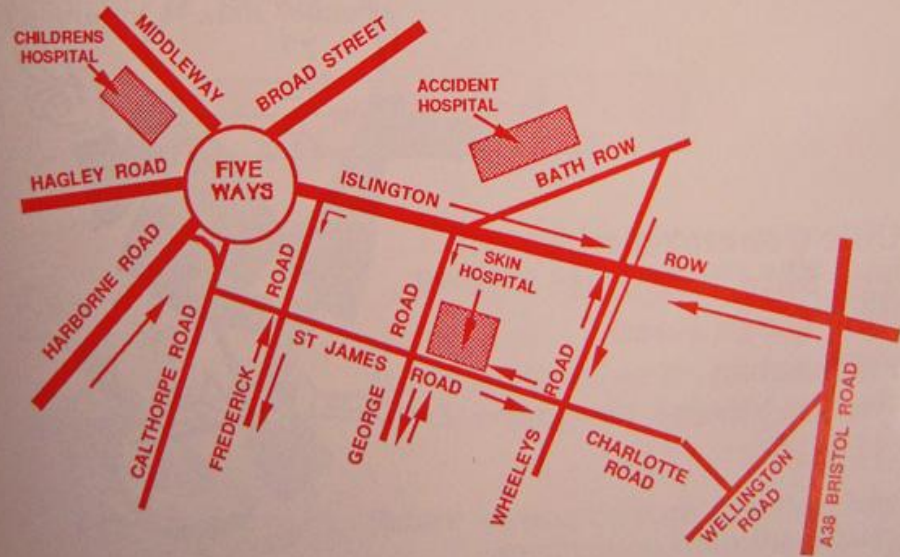 CHILDRENS
HOSPITAL
MIDDLEWAY
BROAD STREET
ACCIDENT
HOSPITAL
HAGLEY ROAD
FIVE
WAYS
ISLINGTON
BATH ROW
ROW
SKIN
HOSPITAL
HARBORNE ROAD
CALTHORPE ROAD
FREDERICK ROAD
ST JAMES ROAD
GEORGE ROAD
WHEELEYS ROAD
CHARLOTTE
ROAD
WELLINGTON
ROAD
A38 BRISTOL ROAD